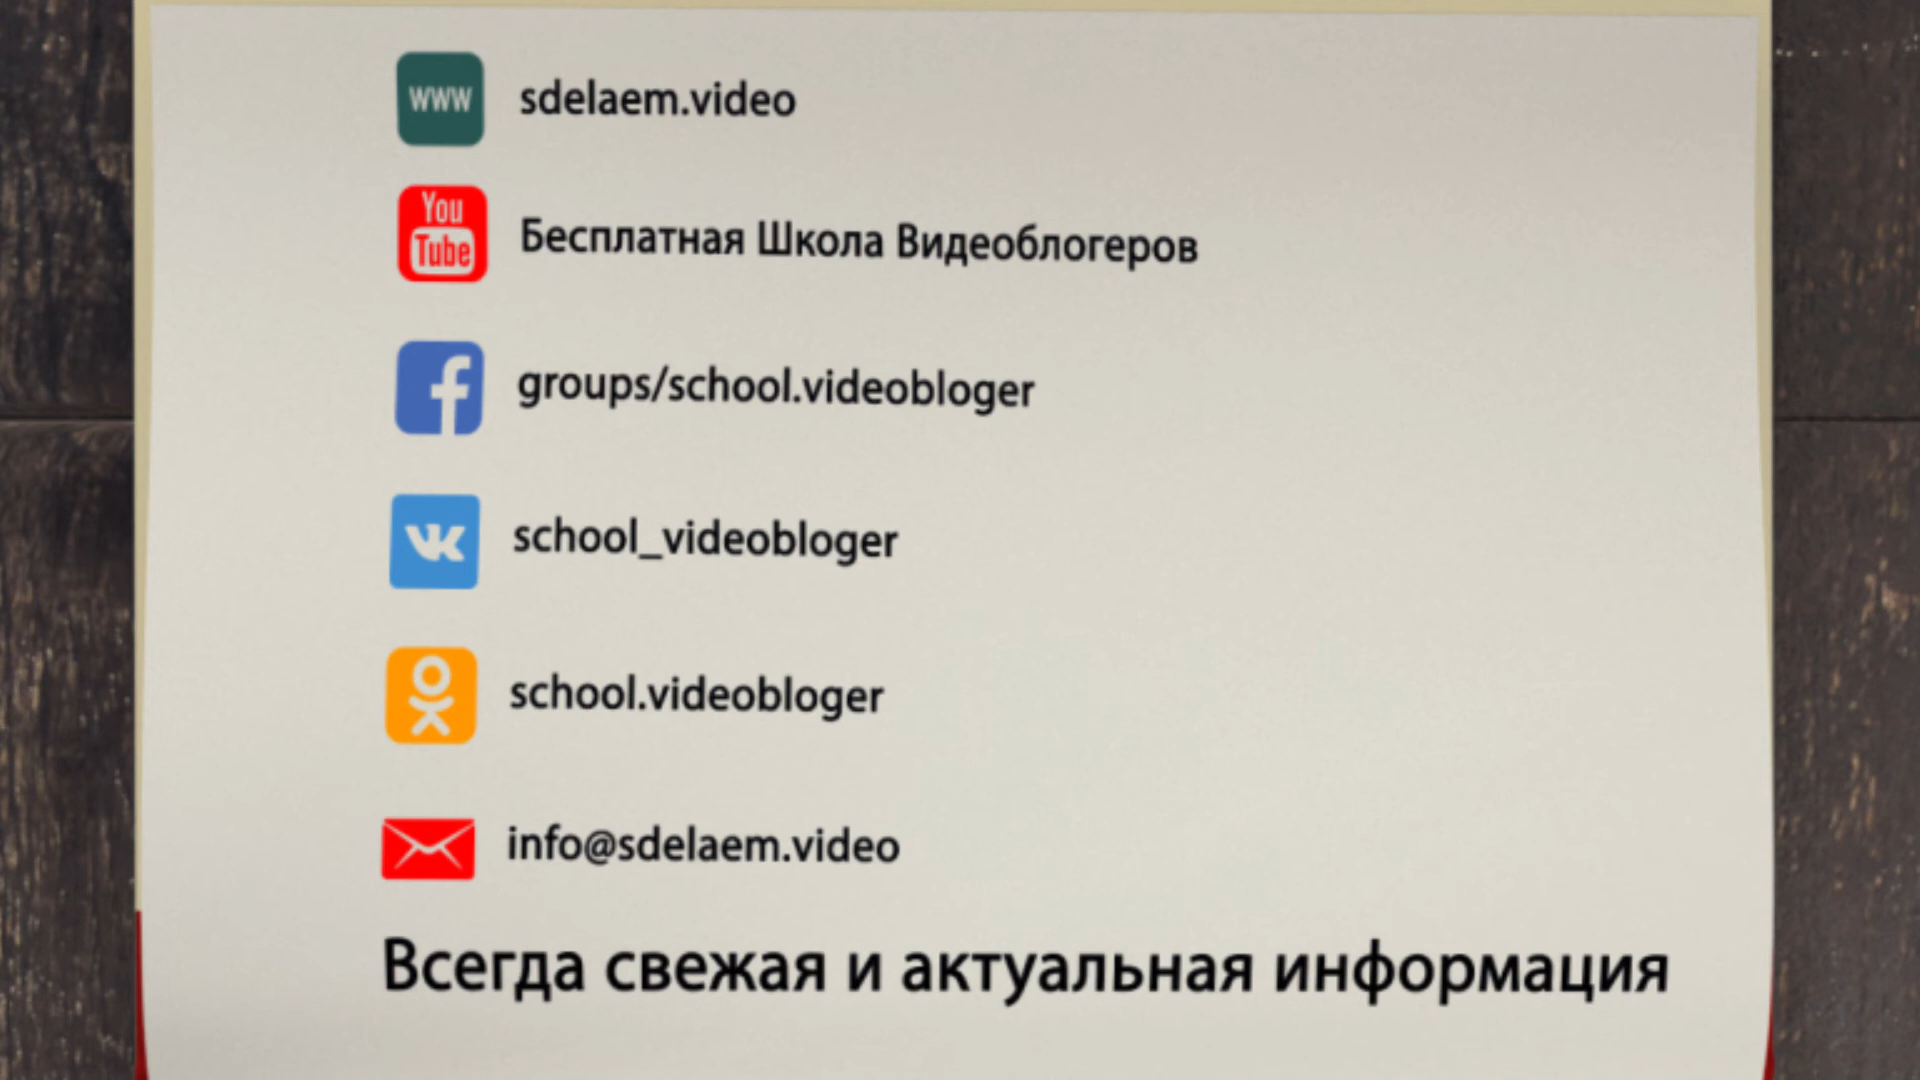 www sdelaem.video
You
Tube Бесплатная Школа Видеоблогеров
groups/school.videobloger
school_videobloger
school.videobloger
info@sdelaem.video
Всегда свежая и актуальная информация